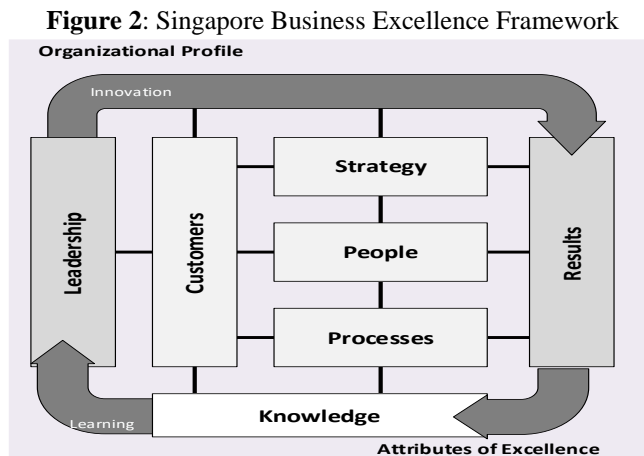 Figure 2: Singapore Business Excellence Framework
Organizational Profile
Innovation
Leadership
Customers
Strategy
People
Processes
Results
Knowledge
Learning
Attributes of Excellence